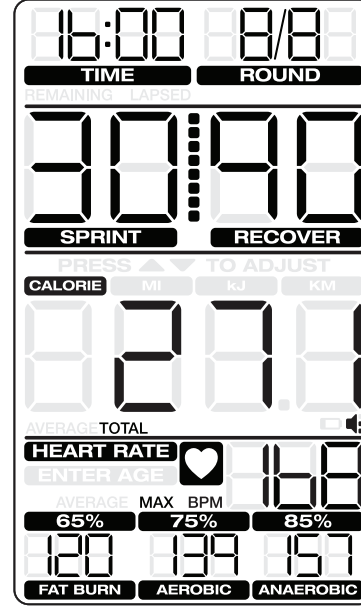 16:00 8/8
TIME ROUND
REMAINING LAPSED
30:90
SPRINT RECOVER
PRESS ▲▼ TO ADJUST
CALORIE MI kJ KM
271
AVERAGE TOTAL
HEART RATE
168
ENTER AGE
AVERAGE MAX BPM
65% 75% 85%
120 139 157
FAT BURN AEROBIC ANAEROBIC